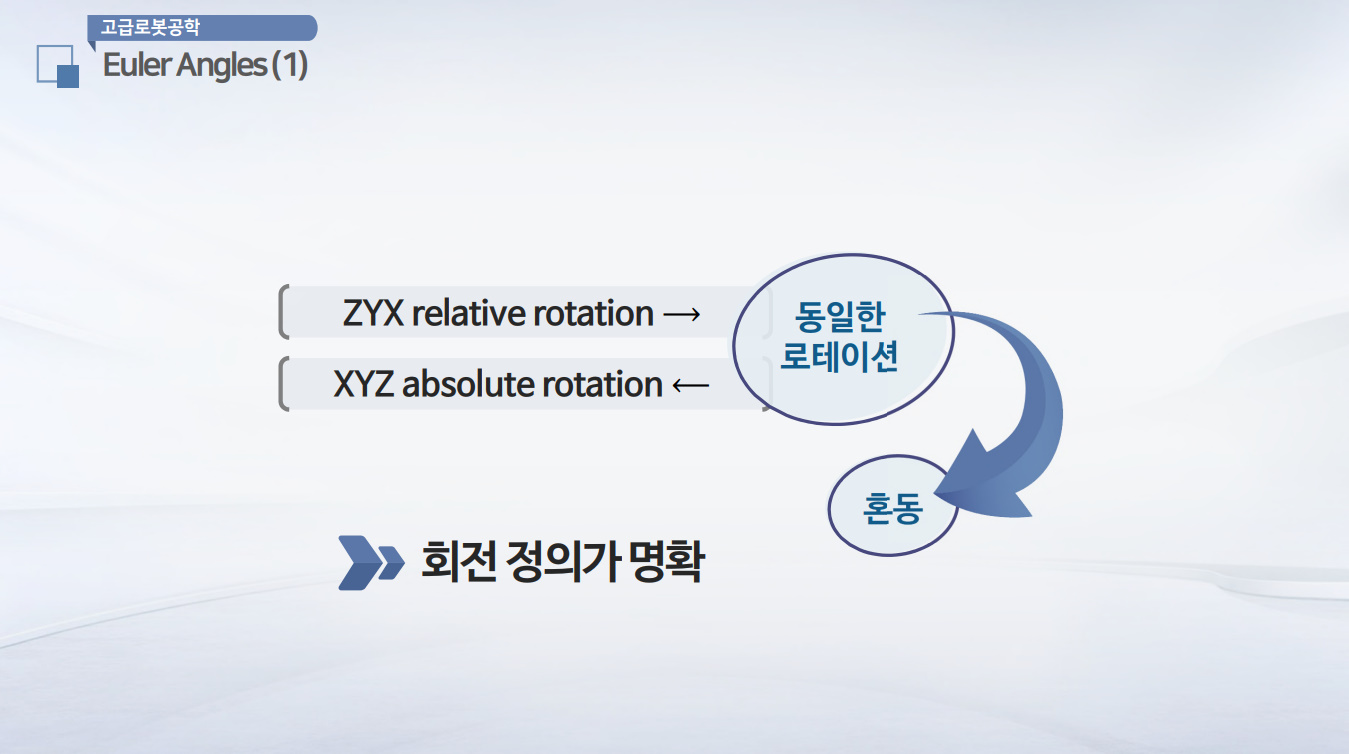 고급로봇공학
Euler Angles (1)
ZYX relative rotation →
XYZ absolute rotation ←
동일한
로테이션
혼동
회전 정의가 명확